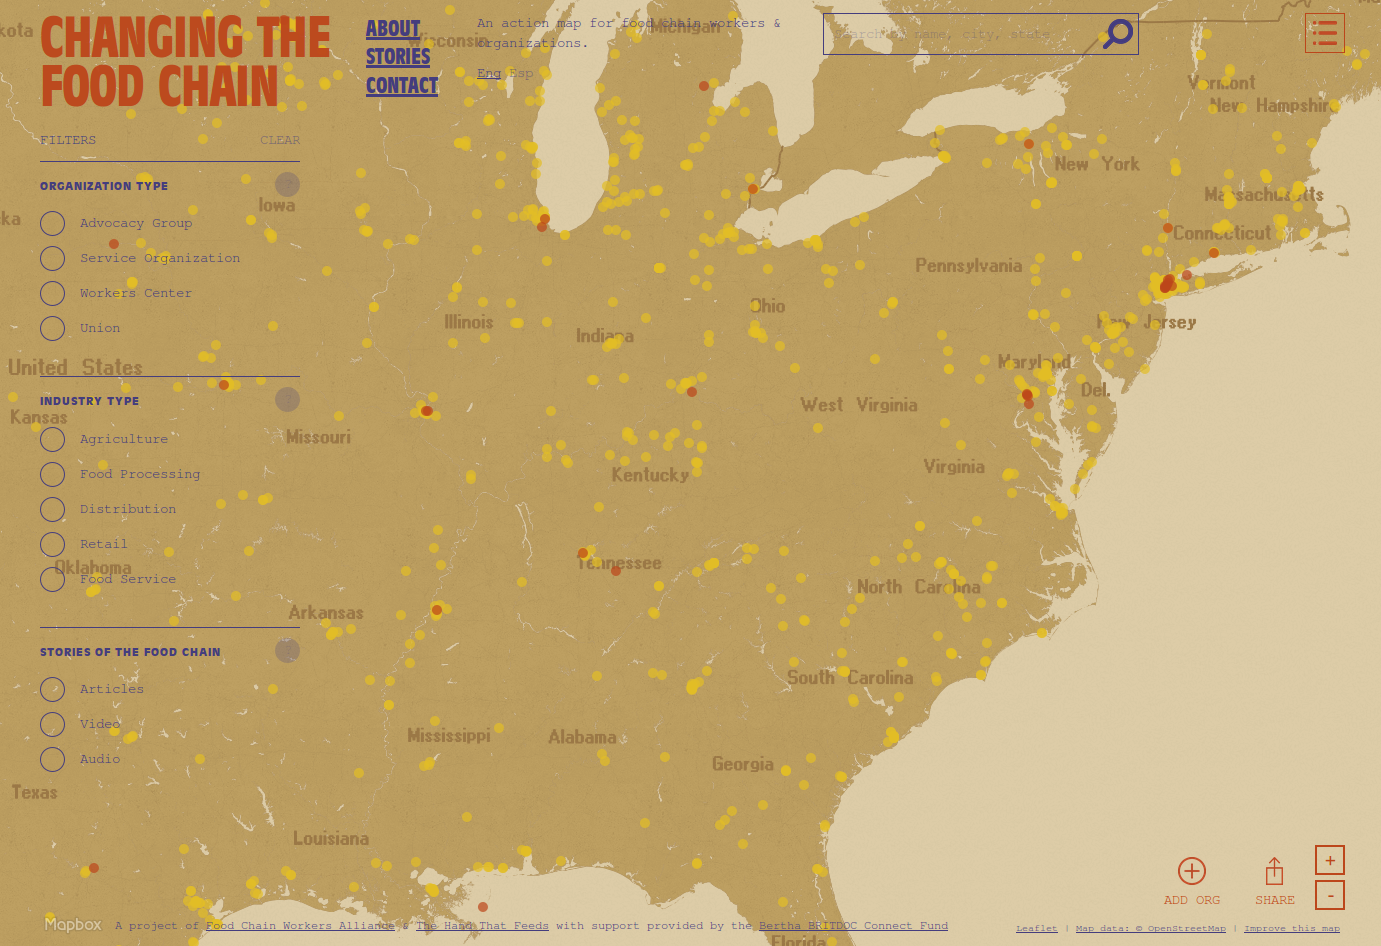 CHANGING THE
FOOD CHAIN
ABOUT
STORIES
CONTACT
An action map for food chain workers &
organizations.
Eng Esp
Search by name, city, state
FILTERS
CLEAR
ORGANIZATION TYPE
?
Advocacy Group
Service Organization
Workers Center
Union
INDUSTRY TYPE
?
Agriculture
Food Processing
Distribution
Retail
Food Service
STORIES OF THE FOOD CHAIN
?
Articles
Video
Audio
kota
Wisconsin
Michigan
Vermont
New Hampshire
New York
Massachusetts
Connecticut
Iowa
ska
Pennsylvania
Illinois
Indiana
Ohio
New Jersey
United States
Maryland
Del.
Kansas
Missouri
West Virginia
Kentucky
Virginia
Oklahoma
Tennessee
North Carolina
Arkansas
South Carolina
Mississippi
Alabama
Georgia
Texas
Louisiana
Florida
ADD ORG
SHARE
+
-
Mapbox
A project of Food Chain Workers Alliance & The Hand That Feeds with support provided by the Bertha BRITDOC Connect Fund
Leaflet | Map data: © OpenStreetMap | Improve this map